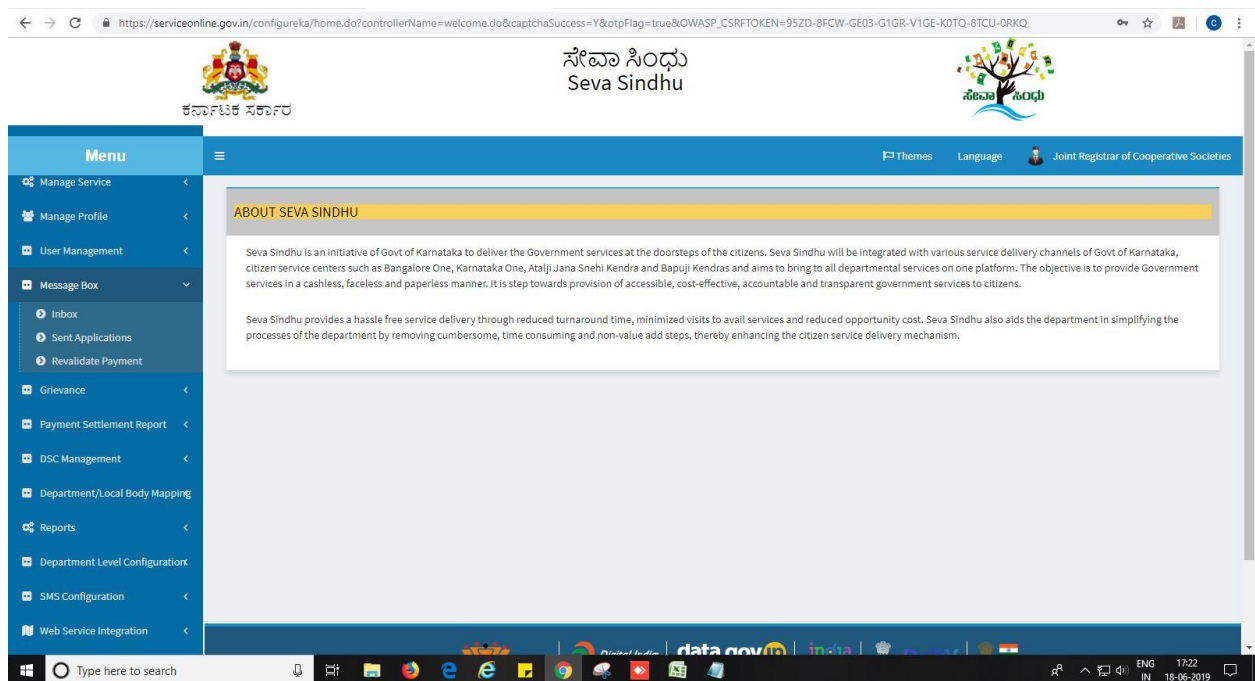 https://serviceonline.gov.in/configureka/home.do?controllerName=welcome.do&captchaSuccess=Y&otpFlag=true&OWASP_CSRFTOKEN=95ZD-8FCW-GE03-G1GR-V1GE-K0TQ-8TCU-0RKQ
C
ಕರ್ನಾಟಕ ಸರ್ಕಾರ
ಸೇವಾ ಸಿಂಧು
Seva Sindhu
ಸೇವಾ ಸಿಂಧು
Menu
Themes Language Joint Registrar of Cooperative Societies
Manage Service
Manage Profile
User Management
Message Box
Inbox
Sent Applications
Revalidate Payment
Grievance
Payment Settlement Report
DSC Management
Department/Local Body Mapping
Reports
Department Level Configuration
SMS Configuration
Web Service Integration
ABOUT SEVA SINDHU
Seva Sindhu is an initiative of Govt of Karnataka to deliver the Government services at the doorsteps of the citizens. Seva Sindhu will be integrated with various service delivery channels of Govt of Karnataka,
citizen service centers such as Bangalore One, Karnataka One, Atalji Jana Snehi Kendra and Bapuji Kendras and aims to bring to all departmental services on one platform. The objective is to provide Government
services in a cashless, faceless and paperless manner. It is step towards provision of accessible, cost-effective, accountable and transparent government services to citizens.
Seva Sindhu provides a hassle free service delivery through reduced turnaround time, minimized visits to avail services and reduced opportunity cost. Seva Sindhu also aids the department in simplifying the
processes of the department by removing cumbersome, time consuming and non-value add steps, thereby enhancing the citizen service delivery mechanism.
Digital India data.gov.in india
Type here to search
ENG 17:22
IN 18-06-2019